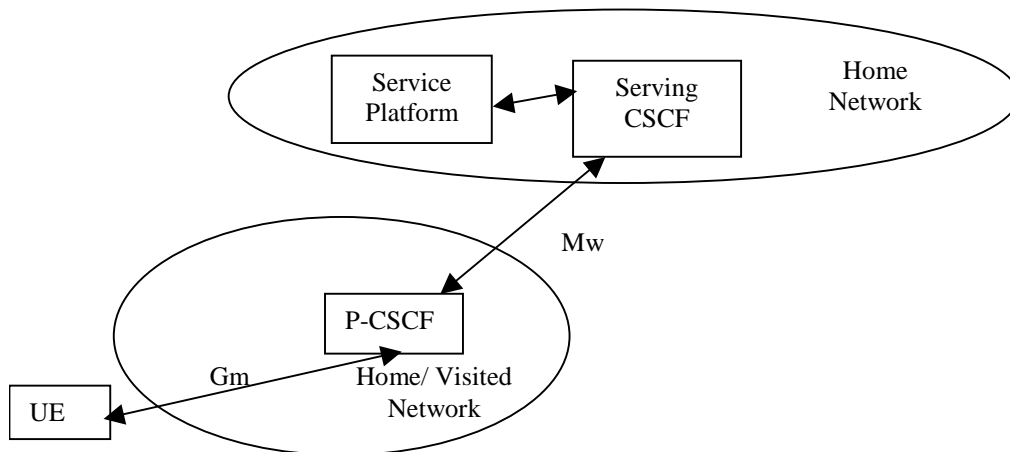 Service
Platform
Serving
CSCF
Home
Network
Mw
P-CSCF
Gm
Home/ Visited
Network
UE